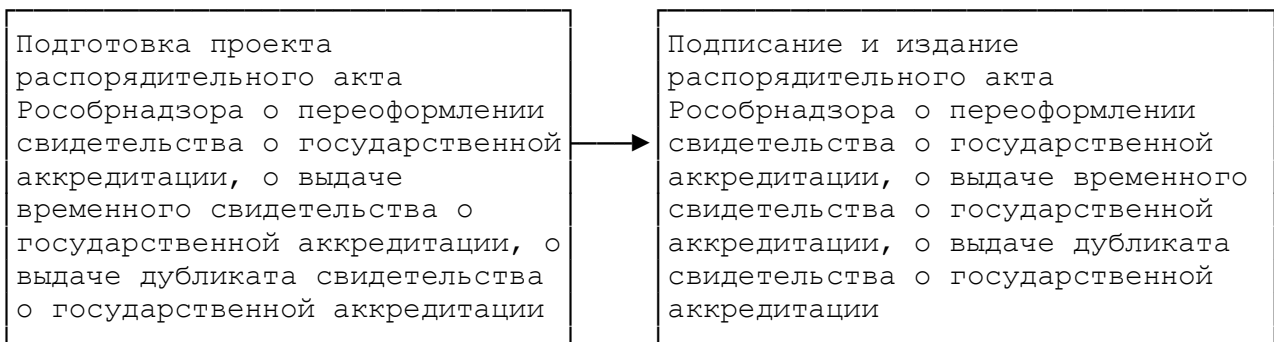 Подготовка проекта
распорядительного акта
Рособрнадзора о переоформлении
свидетельства о государственной
аккредитации, о выдаче
временного свидетельства о
государственной аккредитации, о
выдаче дубликата свидетельства
о государственной аккредитации
Подписание и издание
распорядительного акта
Рособрнадзора о переоформлении
свидетельства о государственной
аккредитации, о выдаче временного
свидетельства о государственной
аккредитации, о выдаче дубликата
свидетельства о государственной
аккредитации